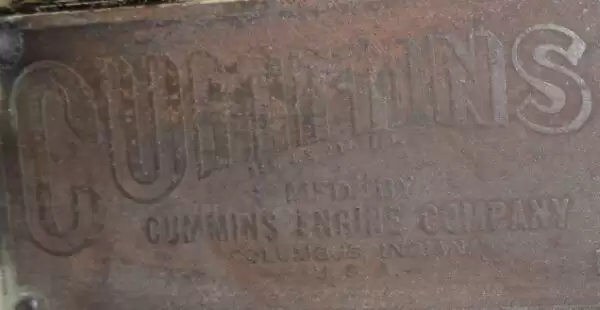 CUMMINS
MFD. BY
CUMMINS ENGINE COMPANY
COLUMBUS INDIANA
U.S.A.